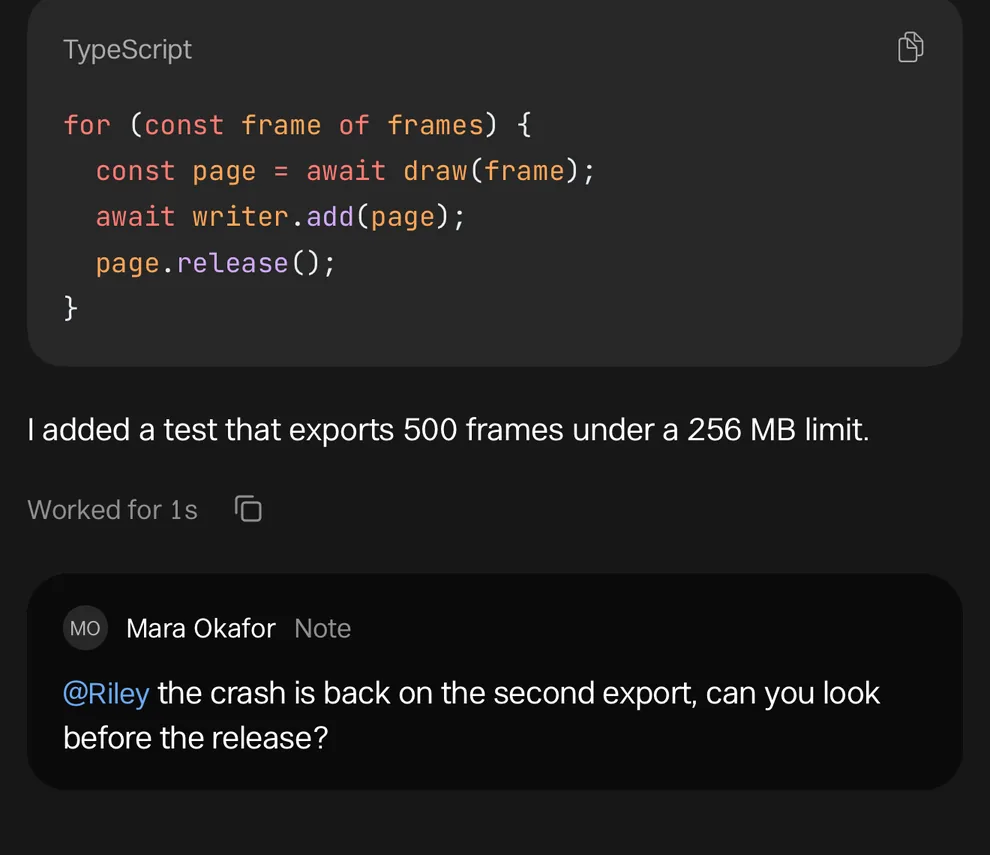 TypeScript
for (const frame of frames) {
  const page = await draw(frame);
  await writer.add(page);
  page.release();
}
I added a test that exports 500 frames under a 256 MB limit.
Worked for 1s
MO Mara Okafor Note
@Riley the crash is back on the second export, can you look
before the release?